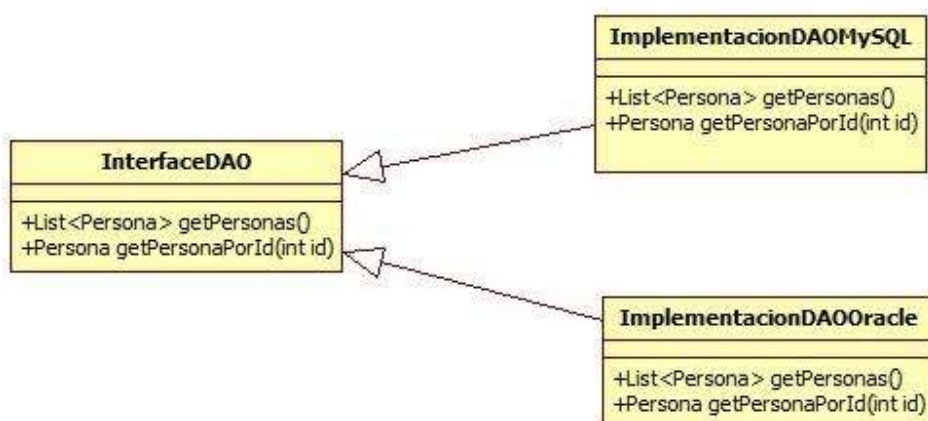 ImplementacionDAOMySQL
+List<Persona> getPersonas()
+Persona getPersonaPorId(int id)
InterfaceDAO
+List<Persona> getPersonas()
+Persona getPersonaPorId(int id)
ImplementacionDAOOracle
+List<Persona> getPersonas()
+Persona getPersonaPorId(int id)